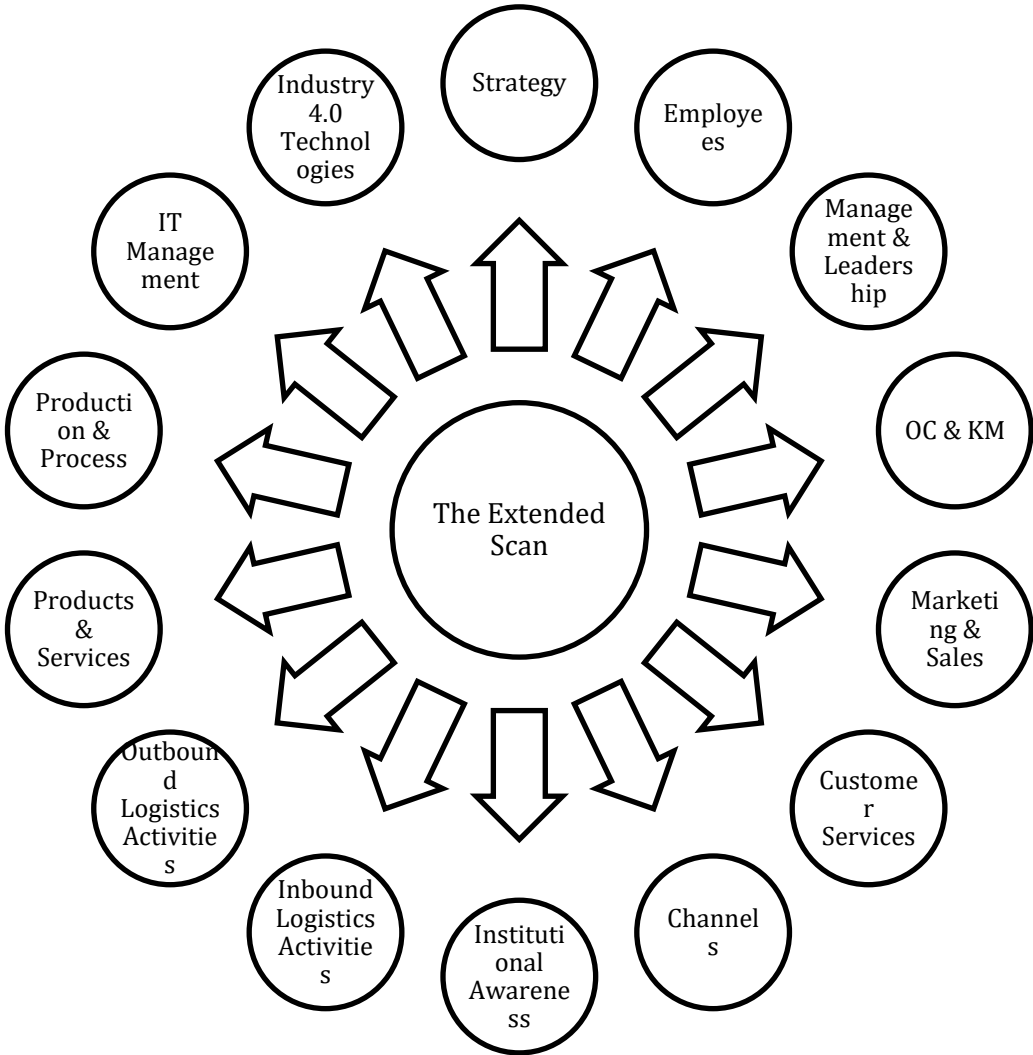 Strategy
Employe
es
Manage
ment &
Leaders
hip
OC & KM
Marketi
ng &
Sales
Custome
r
Services
Channel
s
Instituti
onal
Awarene
ss
Inbound
Logistics
Activitie
s
Outboun
d
Logistics
Activitie
s
Products
&
Services
Producti
on &
Process
IT
Manage
ment
Industry
4.0
Technol
ogies
The Extended
Scan